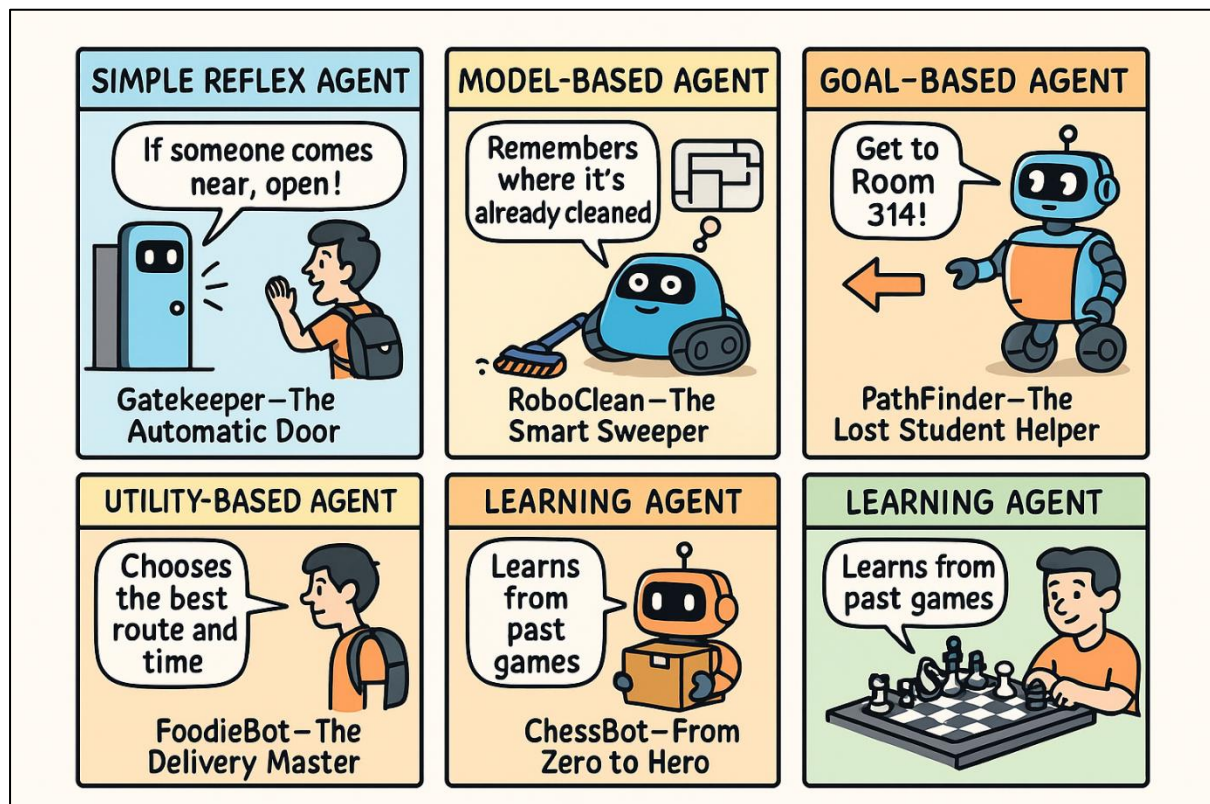 SIMPLE REFLEX AGENT
If someone comes
near, open!
Gatekeeper–The
Automatic Door
MODEL-BASED AGENT
Remembers
where it's
already cleaned
RoboClean–The
Smart Sweeper
GOAL–BASED AGENT
Get to
Room
314!
PathFinder–The
Lost Student Helper
UTILITY-BASED AGENT
Chooses
the best
route and
time
FoodieBot–The
Delivery Master
LEARNING AGENT
Learns
from
past
games
ChessBot–From
Zero to Hero
LEARNING AGENT
Learns from
past games